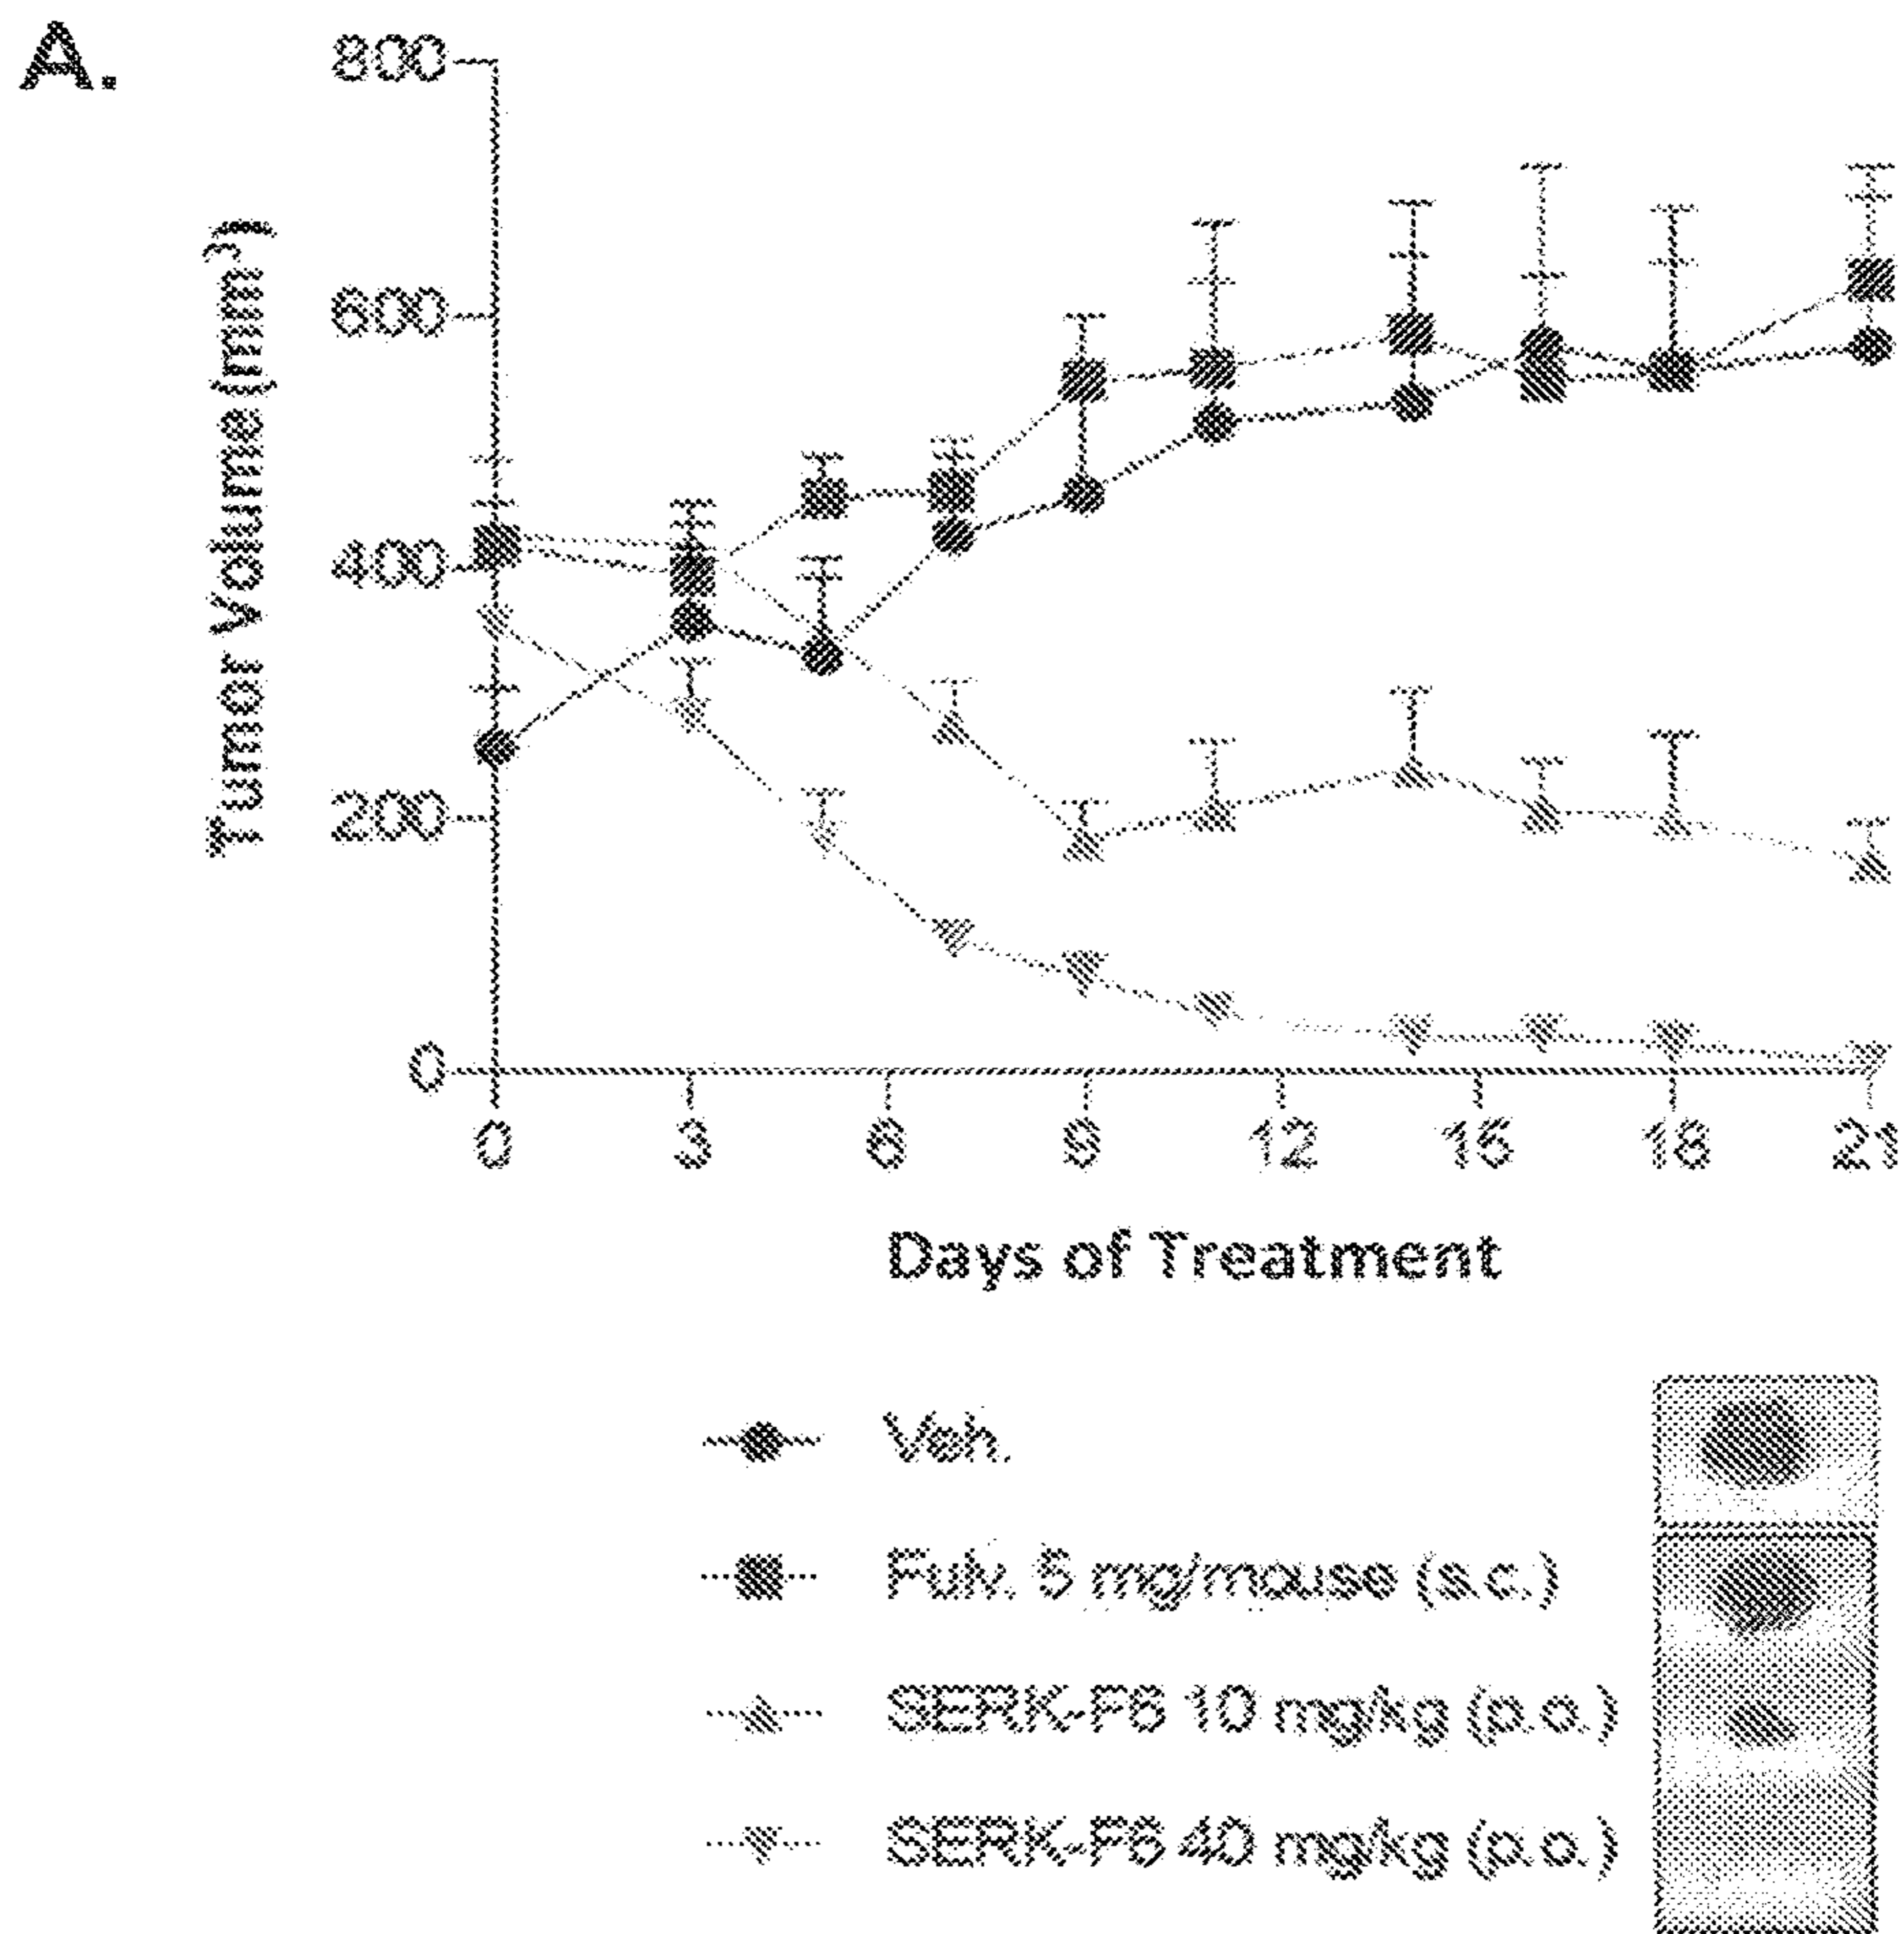 A.
Tumor Volume (mm³)
800
600
400
200
0
0 3 6 9 12 15 18 21
Days of Treatment
Veh.
Fulv. 5 mg/mouse (s.c.)
SERK-F6 10 mg/kg (p.o.)
SERK-F6 40 mg/kg (p.o.)